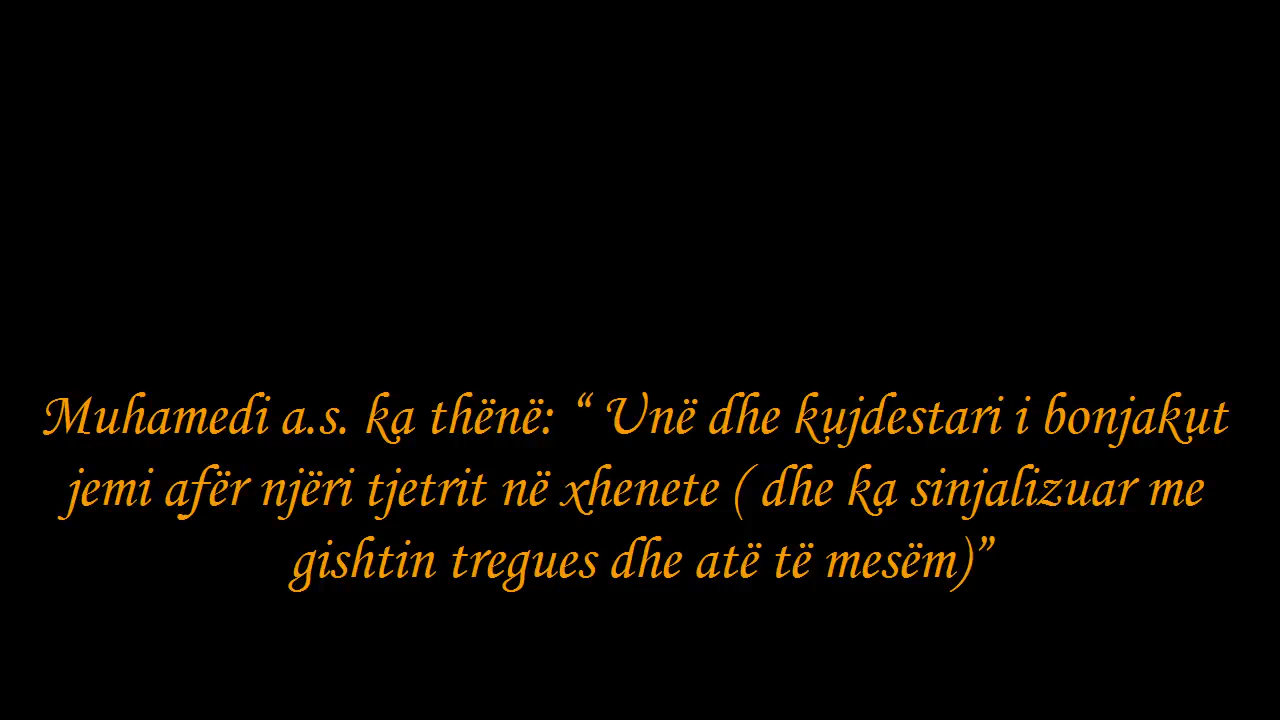 Muhamedi a.s. ka thënë: “ Unë dhe kujdestari i bonjakut
jemi afër njëri tjetrit në xhenete ( dhe ka sinjalizuar me
gishtin tregues dhe atë të mesëm)”